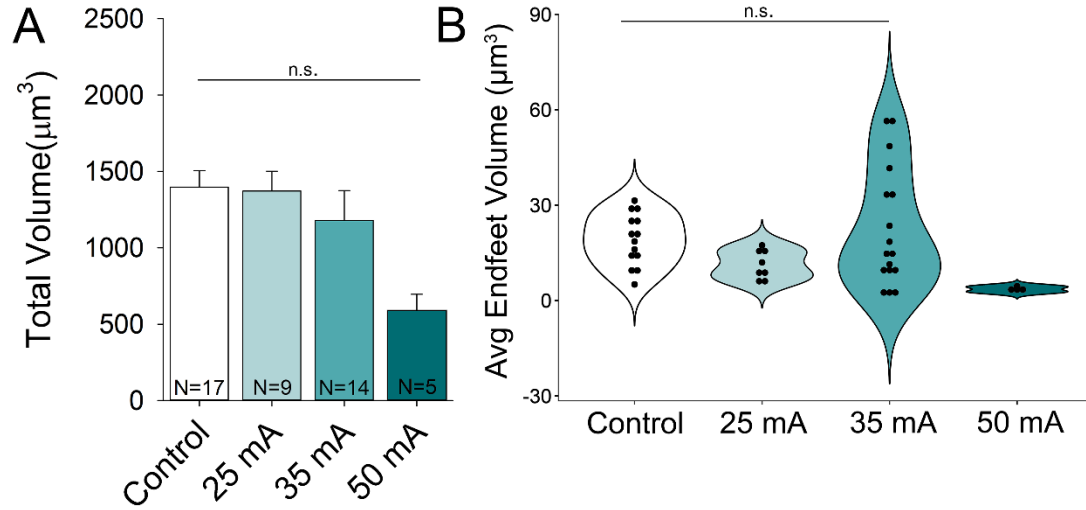 A
Total Volume(μm³)
2500
2000
1500
1000
500
0
n.s.
N=17
N=9
N=14
N=5
Control
25 mA
35 mA
50 mA
B
Avg Endfeet Volume (μm³)
90
60
30
0
-30
n.s.
Control
25 mA
35 mA
50 mA